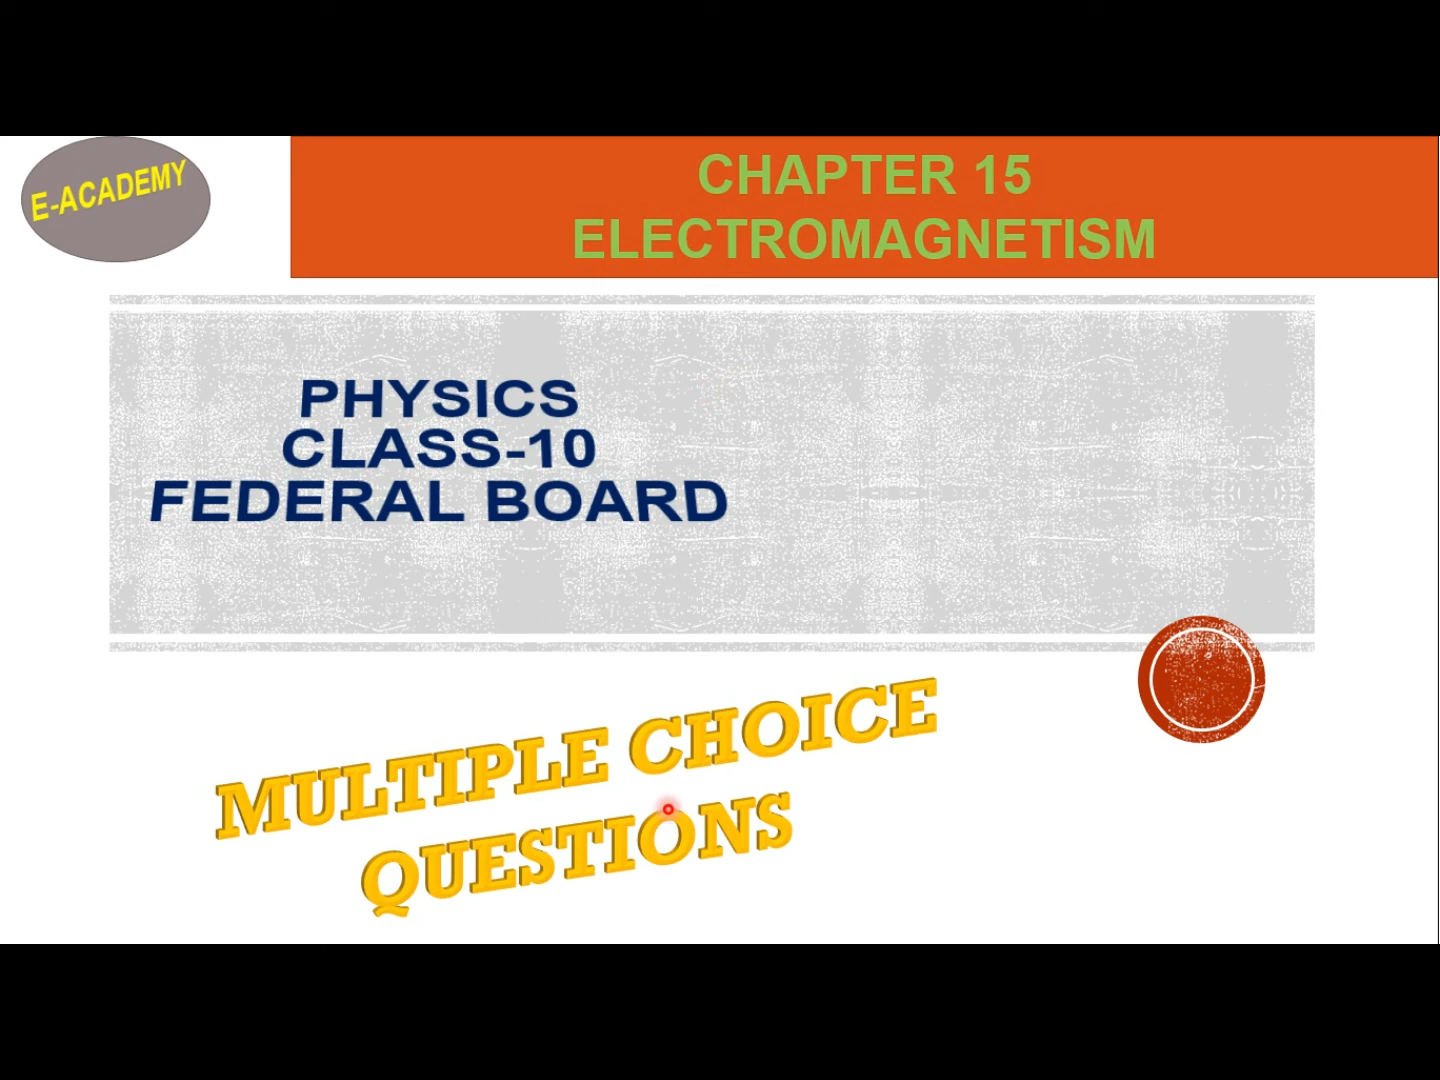 E-ACADEMY
CHAPTER 15
ELECTROMAGNETISM
PHYSICS
CLASS-10
FEDERAL BOARD
MULTIPLE CHOICE
QUESTIONS